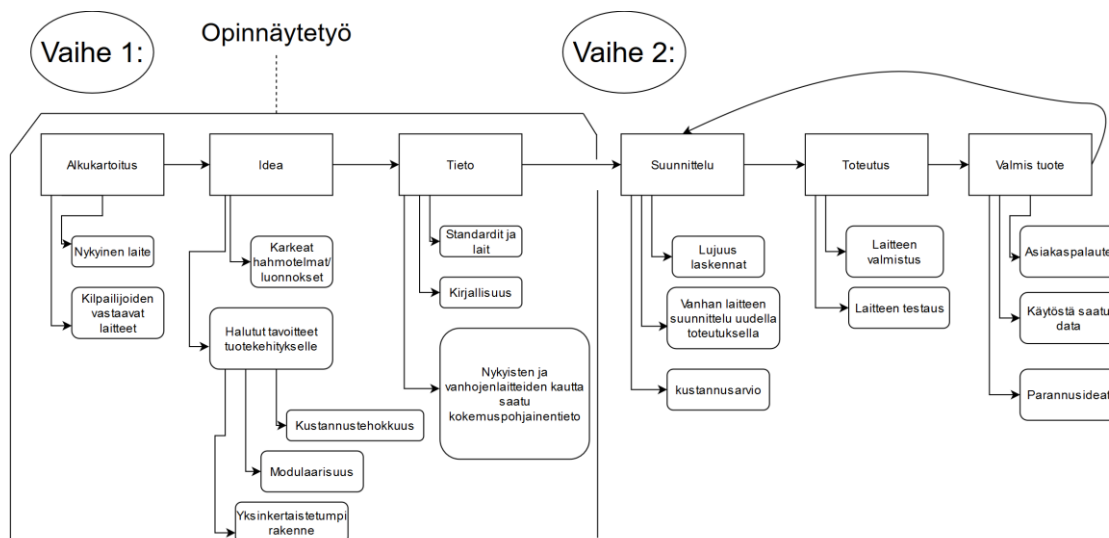 Vaihe 1:
Opinnäytetyö
Vaihe 2:
Alkukartoitus
Idea
Tieto
Suunnittelu
Toteutus
Valmis tuote
Nykyinen laite
Kilpailijoiden
vastaavat
laitteet
Karkeat
hahmotelmat/
luonnokset
Halutut tavoitteet
tuotekehitykselle
Kustannustehokkuus
Modulaarisuus
Yksinkertaistetumpi
rakenne
Standardit ja
lait
Kirjallisuus
Nykyisten ja
vanhojenlaitteiden kautta
saatu
kokemuspohjainentieto
Lujuus
laskennat
Vanhan laitteen
suunnittelu uudella
toteutuksella
kustannusarvio
Laitteen
valmistus
Laitteen testaus
Asiakaspalaute
Käytöstä saatu
data
Parannusideat